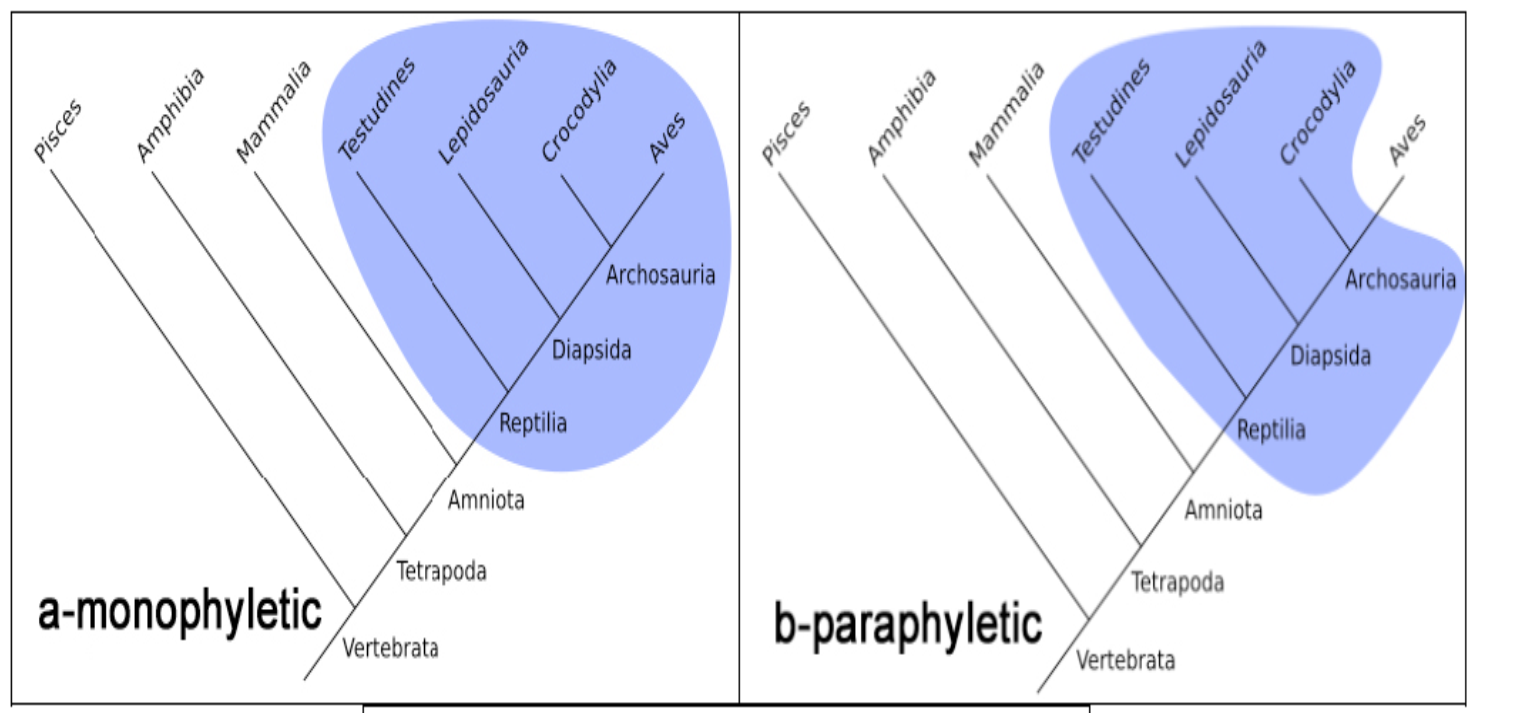 Pisces
Amphibia
Mammalia
Testudines
Lepidosauria
Crocodylia
Aves
Archosauria
Diapsida
Reptilia
Amniota
Tetrapoda
Vertebrata
a-monophyletic
Pisces
Amphibia
Mammalia
Testudines
Lepidosauria
Crocodylia
Aves
Archosauria
Diapsida
Reptilia
Amniota
Tetrapoda
Vertebrata
b-paraphyletic